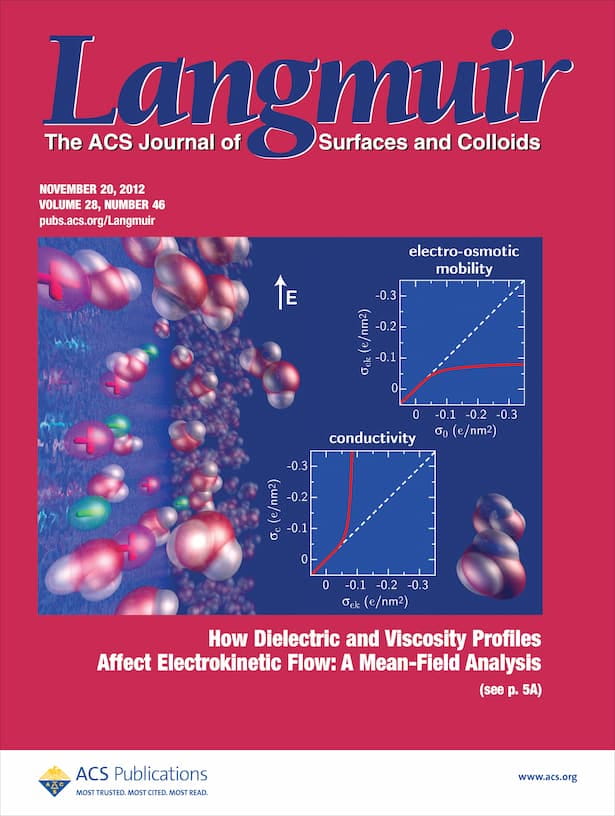 Langmuir
The ACS Journal of Surfaces and Colloids
NOVEMBER 20, 2012
VOLUME 28, NUMBER 46
pubs.acs.org/Langmuir
E
electro-osmotic
mobility
-0.3
-0.2
-0.1
0
σek (e/nm²)
0 -0.1 -0.2 -0.3
σ0 (e/nm²)
conductivity
-0.3
-0.2
-0.1
0
σc (e/nm²)
0 -0.1 -0.2 -0.3
σek (e/nm²)
+
+
+
+
-
-
-
How Dielectric and Viscosity Profiles
Affect Electrokinetic Flow: A Mean-Field Analysis
(see p. 5A)
ACS Publications
MOST TRUSTED. MOST CITED. MOST READ.
www.acs.org